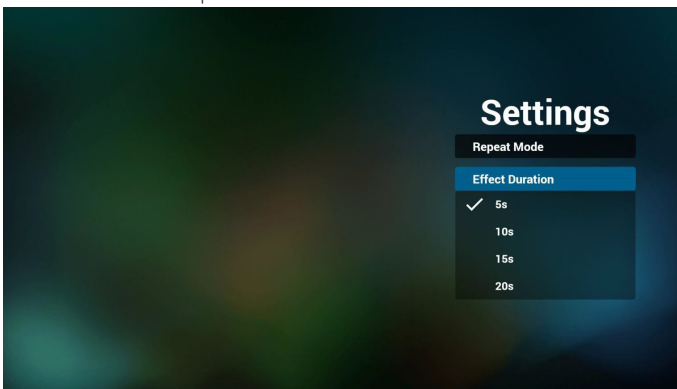 Settings
Repeat Mode
Effect Duration
5s
10s
15s
20s